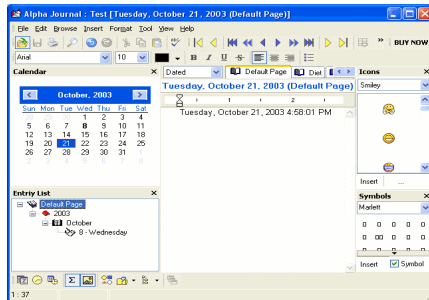 Alpha Journal : Test [Tuesday, October 21, 2003 (Default Page)]
File Edit Browse Insert Format Tool View Help
BUY NOW
Arial 10 B I U S
Calendar
October, 2003
Sun Mon Tue Wed Thu Fri Sat
1 2 3 4
5 6 7 8 9 10 11
12 13 14 15 16 17 18
19 20 21 22 23 24 25
26 27 28 29 30 31
Entriy List
Default Page
2003
October
8 - Wednesday
Dated Default Page Diet
Tuesday, October 21, 2003 (Default Page)
1 2
Tuesday, October 21, 2003 4:58:01 PM
Icons
Smiley
Insert ...
Symbols
Marlett
Insert Symbol
1 : 37